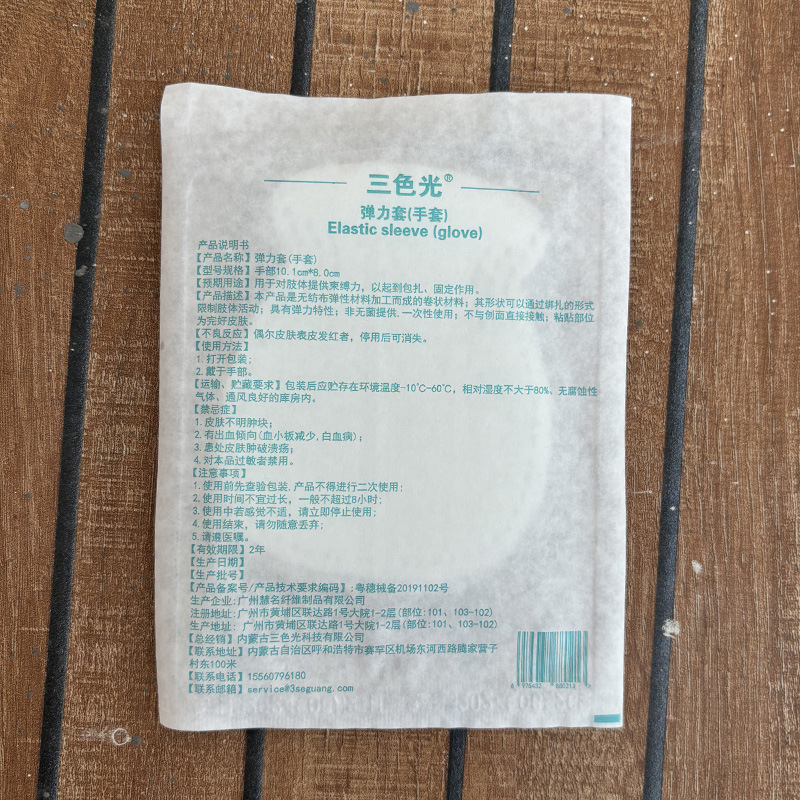 三色光®
弹力套(手套)
Elastic sleeve (glove)
产品说明书
【产品名称】弹力套(手套)
【型号规格】手部10.1cm*8.0cm
【预期用途】用于对肢体提供束缚力，以起到包扎、固定作用。
【产品描述】本产品是无纺布弹性材料加工而成的卷状材料；其形状可以通过绑扎的形式
限制肢体活动；具有弹力特性；非无菌提供.一次性使用；不与创面直接接触；粘贴部位
为完好皮肤。
【不良反应】偶尔皮肤表皮发红者，停用后可消失。
【使用方法】
1.打开包装；
2.戴于手部。
【运输、贮藏要求】包装后应贮存在环境温度-10℃-60℃，相对湿度不大于80%、无腐蚀性
气体、通风良好的库房内。
【禁忌症】
1.皮肤不明肿块；
2.有出血倾向(血小板减少,白血病)；
3.患处皮肤肿破溃疡；
4.对本品过敏者禁用。
【注意事项】
1.使用前先查验包装.产品不得进行二次使用；
2.使用时间不宜过长，一般不超过8小时；
3.使用中若感觉不适，请立即停止使用；
4.使用结束，请勿随意丢弃；
5.请遵医嘱。
【有效期限】2年
【生产日期】
【生产批号】
【产品备案号/产品技术要求编码】:粤穗械备20191102号
生产企业:广州慧名纤维制品有限公司
注册地址:广州市黄埔区联达路1号大院1-2层(部位:101、103-102)
生产地址:广州市黄埔区联达路1号大院1-2层(部位:101、103-102)
【总经销】内蒙古三色光科技有限公司
【联系地址】内蒙古自治区呼和浩特市赛罕区机场东河西路腾家营子
村东100米
【联系电话】15560796180
【联系邮箱】service@3seguang.com